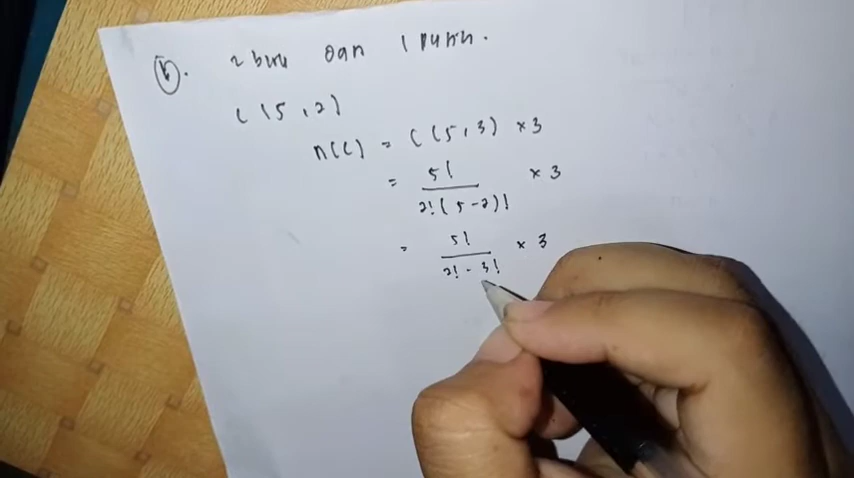 (b). 2 biru dan 1 putih.
C(5,2)
n(C) = C(5,3) × 3
= 5! / 2!(5-2)! × 3
= 5! / 2! - 3! × 3